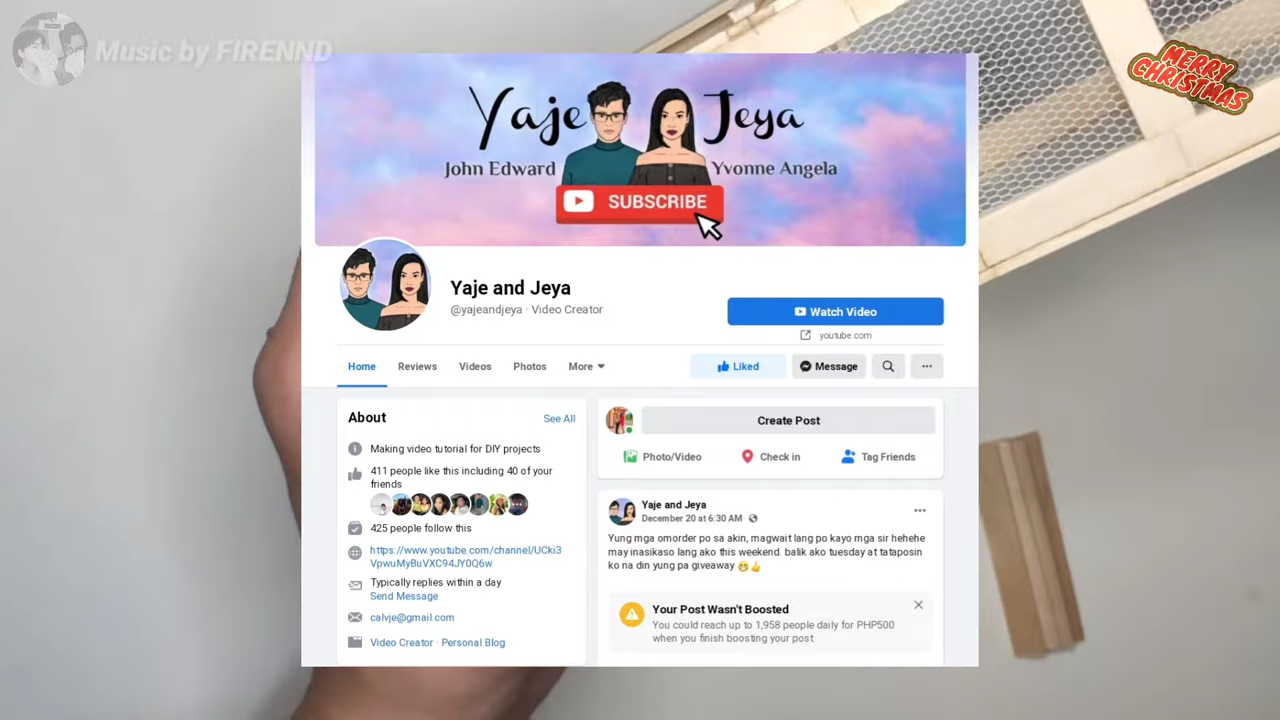 Music by FIRENND
MERRY
CHRISTMAS
Yaje Jeya
John Edward Yvonne Angela
SUBSCRIBE
Yaje and Jeya
@yajeandjeya · Video Creator
Watch Video
youtube.com
Home Reviews Videos Photos More
Liked Message
About See All
Making video tutorial for DIY projects
411 people like this including 40 of your
friends
425 people follow this
https://www.youtube.com/channel/UCki3
VpwuMyBuVXC94JY0Q6w
Typically replies within a day
Send Message
calvje@gmail.com
Video Creator · Personal Blog
Create Post
Photo/Video Check in Tag Friends
Yaje and Jeya
December 20 at 6:30 AM
Yung mga omorder po sa akin, magwait lang po kayo mga sir hehehe
may inasikaso lang ako this weekend. balik ako tuesday at tataposin
ko na din yung pa giveaway 🤭👍
Your Post Wasn't Boosted
You could reach up to 1,958 people daily for PHP500
when you finish boosting your post.